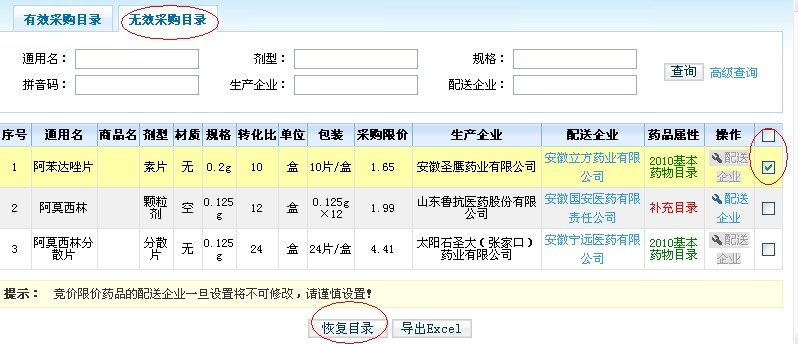 有效采购目录 无效采购目录
通用名： 剂型： 规格：
拼音码： 生产企业： 配送企业： 查询 高级查询
序号 通用名 商品名 剂型 材质 规格 转化比 单位 包装 采购限价 生产企业 配送企业 药品属性 操作
1 阿苯达唑片 素片 无 0.2g 10 盒 10片/盒 1.65 安徽圣鹰药业有限公司 安徽立方药业有限公司 2010基本药物目录 配送企业
2 阿莫西林 颗粒剂 空 0.125g 12 盒 0.125g×12 1.99 山东鲁抗医药股份有限公司 安徽国安医药有限责任公司 补充目录 配送企业
3 阿莫西林分散片 分散片 无 0.125g 24 盒 24片/盒 4.41 太阳石圣大（张家口）药业有限公司 安徽宁远医药有限公司 2010基本药物目录 配送企业
提示： 竞价限价药品的配送企业一旦设置将不可修改，请谨慎设置！
恢复目录 导出Excel